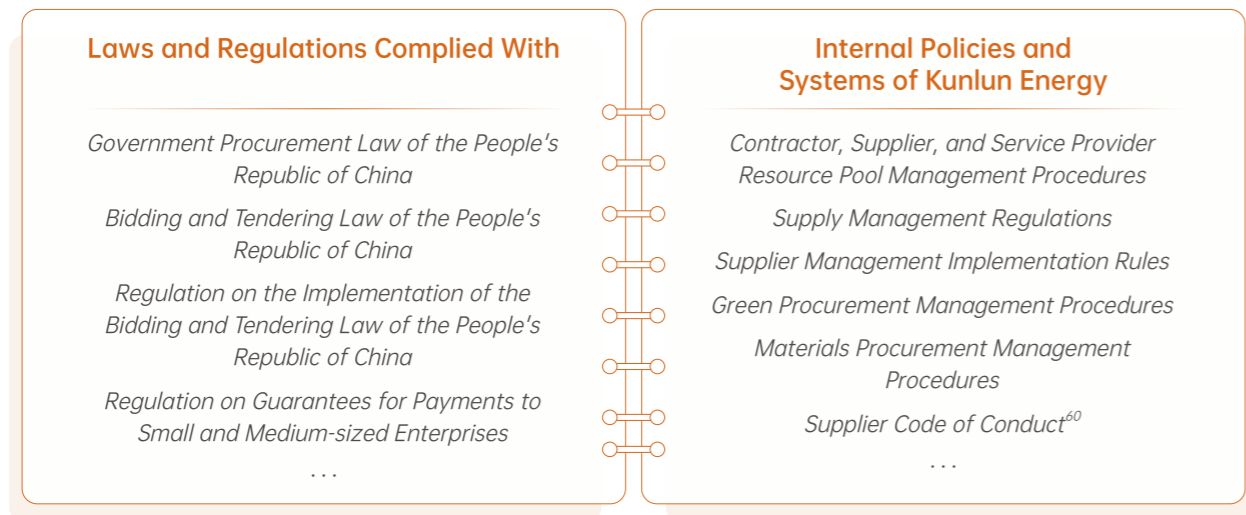 Laws and Regulations Complied With
Government Procurement Law of the People's
Republic of China
Bidding and Tendering Law of the People's
Republic of China
Regulation on the Implementation of the
Bidding and Tendering Law of the People's
Republic of China
Regulation on Guarantees for Payments to
Small and Medium-sized Enterprises
...
Internal Policies and
Systems of Kunlun Energy
Contractor, Supplier, and Service Provider
Resource Pool Management Procedures
Supply Management Regulations
Supplier Management Implementation Rules
Green Procurement Management Procedures
Materials Procurement Management
Procedures
Supplier Code of Conduct60
...